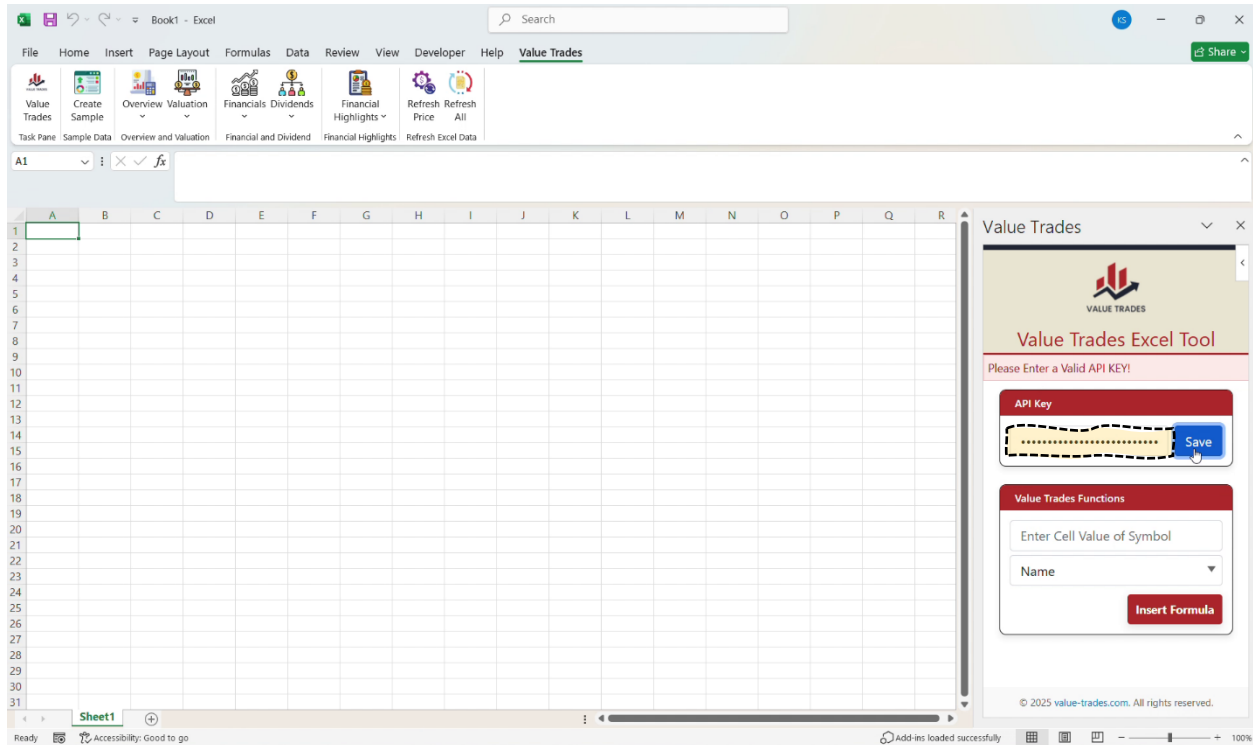 Book1 - Excel
Search
KS
File Home Insert Page Layout Formulas Data Review View Developer Help Value Trades
Share
VALUE TRADES
Value Trades
Create Sample
Overview
Valuation
Financials
Dividends
Financial Highlights
Refresh Price
Refresh All
Task Pane Sample Data Overview and Valuation Financial and Dividend Financial Highlights Refresh Excel Data
A1 fx
A B C D E F G H I J K L M N O P Q R
1
2
3
4
5
6
7
8
9
10
11
12
13
14
15
16
17
18
19
20
21
22
23
24
25
26
27
28
29
30
31
Value Trades
VALUE TRADES
Value Trades Excel Tool
Please Enter a Valid API KEY!
API Key
Save
Value Trades Functions
Enter Cell Value of Symbol
Name
Insert Formula
© 2025 value-trades.com. All rights reserved.
Sheet1
Ready Accessibility: Good to go Add-ins loaded successfully 100%